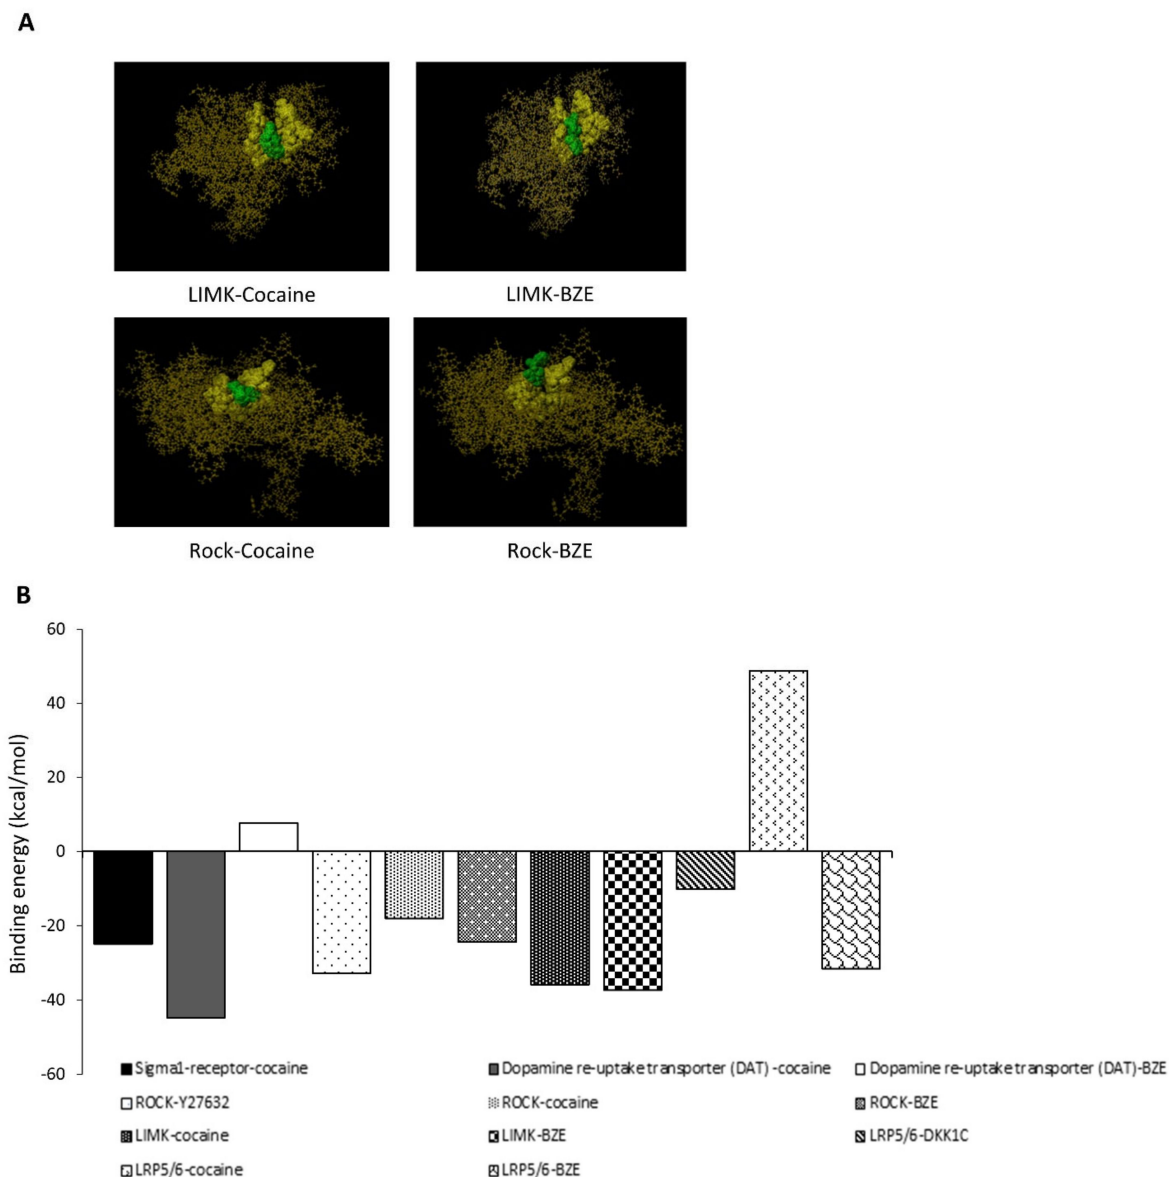 A
LIMK-Cocaine LIMK-BZE
Rock-Cocaine Rock-BZE
B
60
40
20
0
-20
-40
-60
Binding energy (kcal/mol)
Sigma1-receptor-cocaine Dopamine re-uptake transporter (DAT) -cocaine Dopamine re-uptake transporter (DAT)-BZE
ROCK-Y27632 ROCK-cocaine ROCK-BZE
LIMK-cocaine LIMK-BZE LRP5/6-DKK1C
LRP5/6-cocaine LRP5/6-BZE